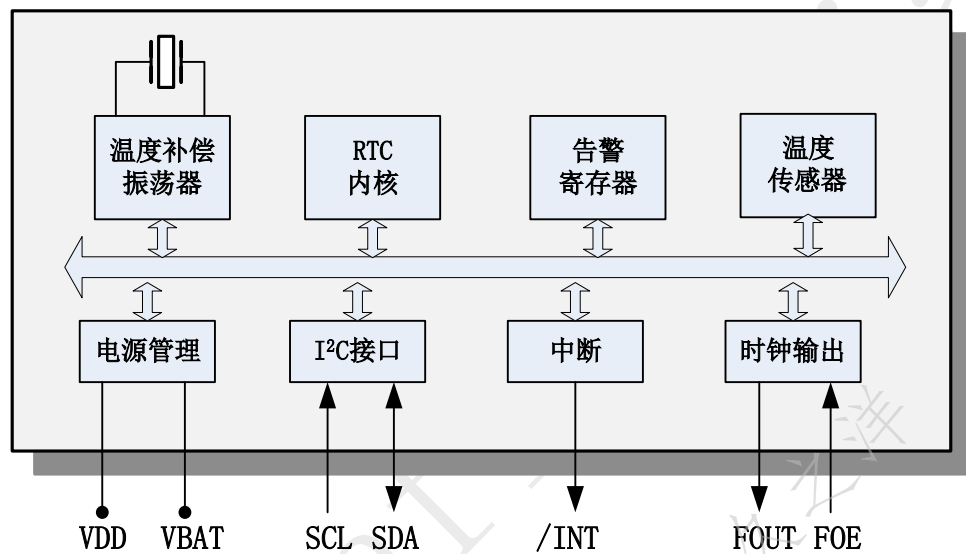 温度补偿
振荡器
RTC
内核
告警
寄存器
温度
传感器
电源管理
I²C接口
中断
时钟输出
VDD VBAT SCL SDA /INT FOUT FOE